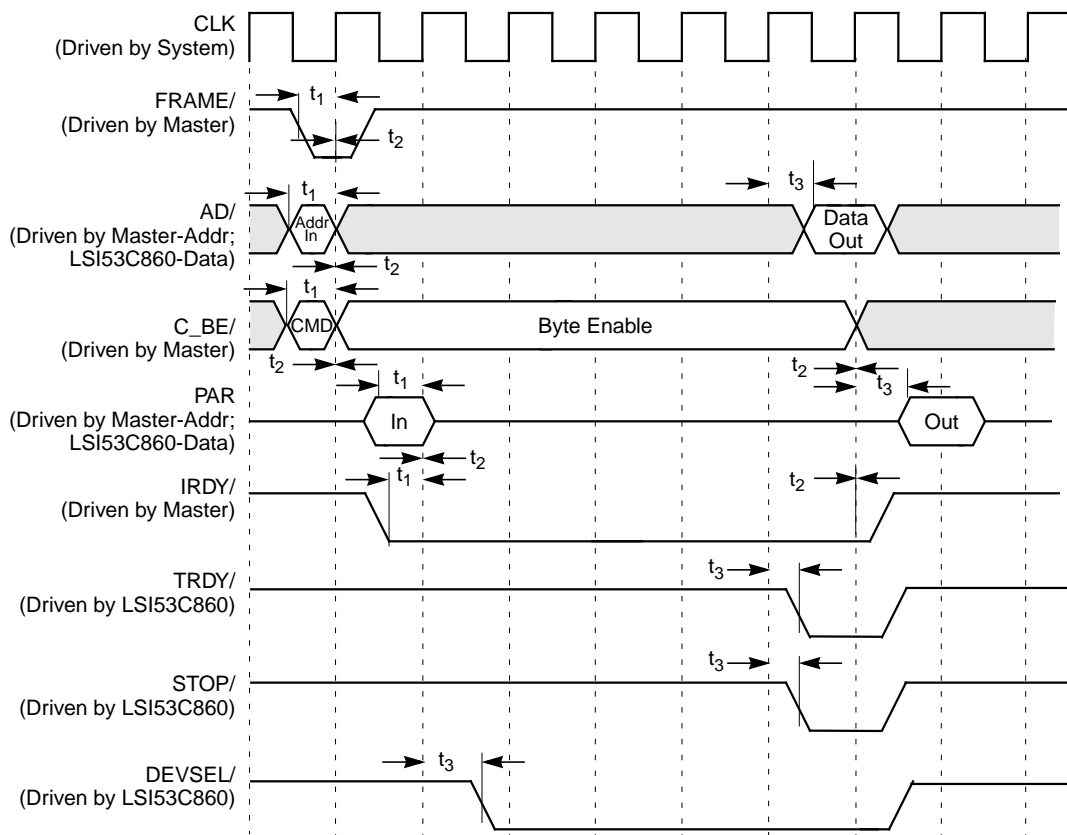 CLK
(Driven by System)
FRAME/
(Driven by Master)
t1
t2
AD/
(Driven by Master-Addr;
LSI53C860-Data)
t1
Addr
In
t2
t3
Data
Out
C_BE/
(Driven by Master)
t1
CMD
t2
Byte Enable
t2
PAR
(Driven by Master-Addr;
LSI53C860-Data)
t1
In
t2
t3
Out
IRDY/
(Driven by Master)
t1
t2
TRDY/
(Driven by LSI53C860)
t3
STOP/
(Driven by LSI53C860)
t3
DEVSEL/
(Driven by LSI53C860)
t3